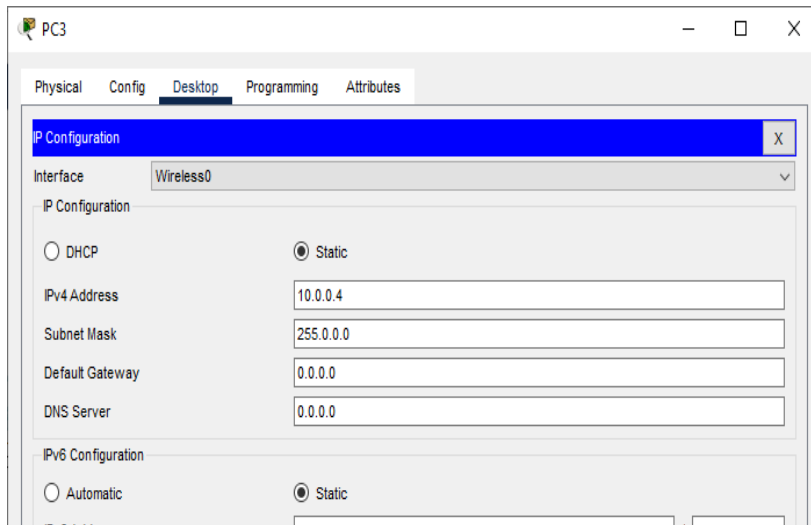 PC3
Physical Config Desktop Programming Attributes
IP Configuration X
Interface Wireless0
IP Configuration
DHCP Static
IPv4 Address 10.0.0.4
Subnet Mask 255.0.0.0
Default Gateway 0.0.0.0
DNS Server 0.0.0.0
IPv6 Configuration
Automatic Static